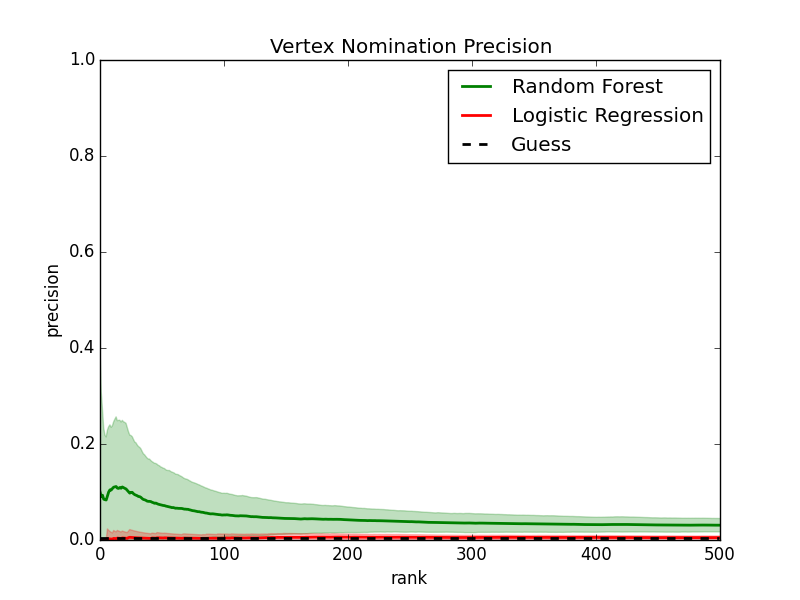 Vertex Nomination Precision
1.0
0.8
0.6
0.4
0.2
0.0
precision
Random Forest
Logistic Regression
Guess
0 100 200 300 400 500
rank